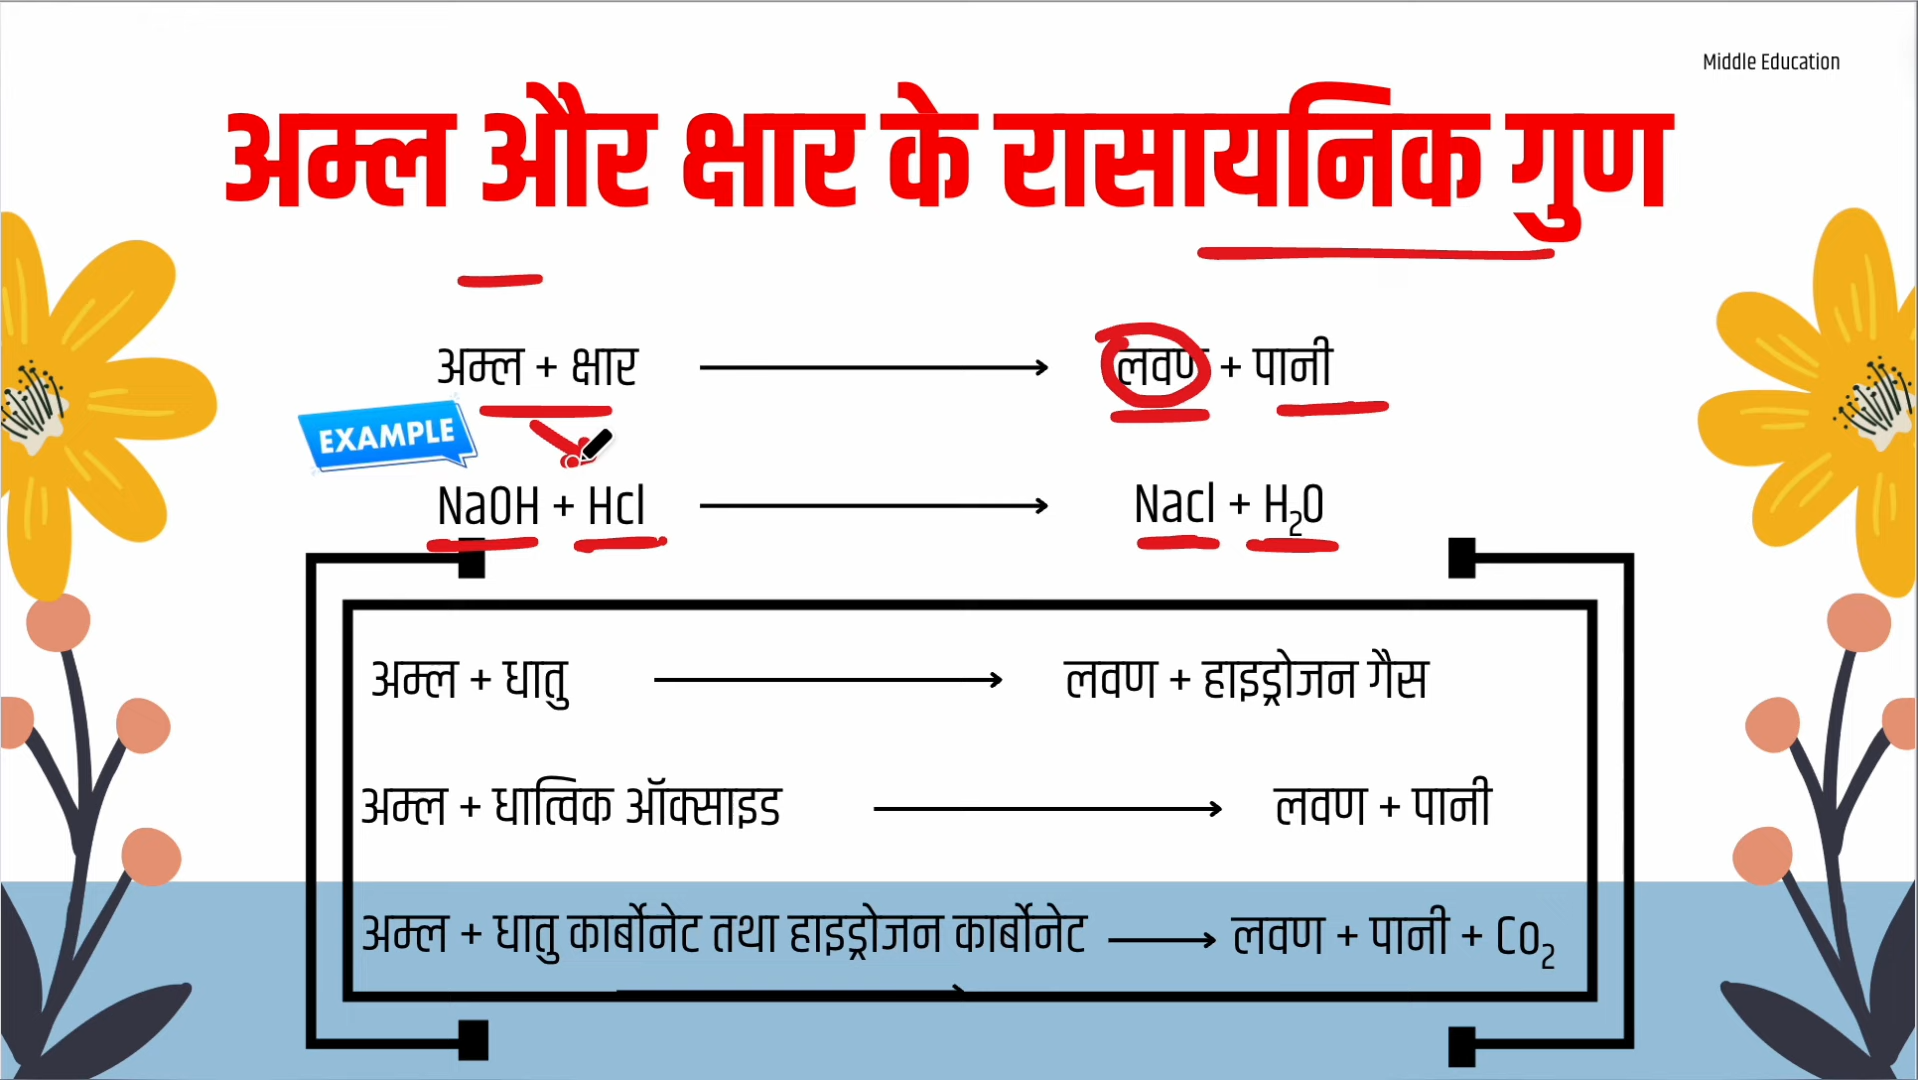 Middle Education
अम्ल और क्षार के रासायनिक गुण
अम्ल + क्षार ⟶ लवण + पानी
EXAMPLE
NaOH + Hcl ⟶ Nacl + H₂O
अम्ल + धातु ⟶ लवण + हाइड्रोजन गैस
अम्ल + धात्विक ऑक्साइड ⟶ लवण + पानी
अम्ल + धातु कार्बोनेट तथा हाइड्रोजन कार्बोनेट ⟶ लवण + पानी + Co₂